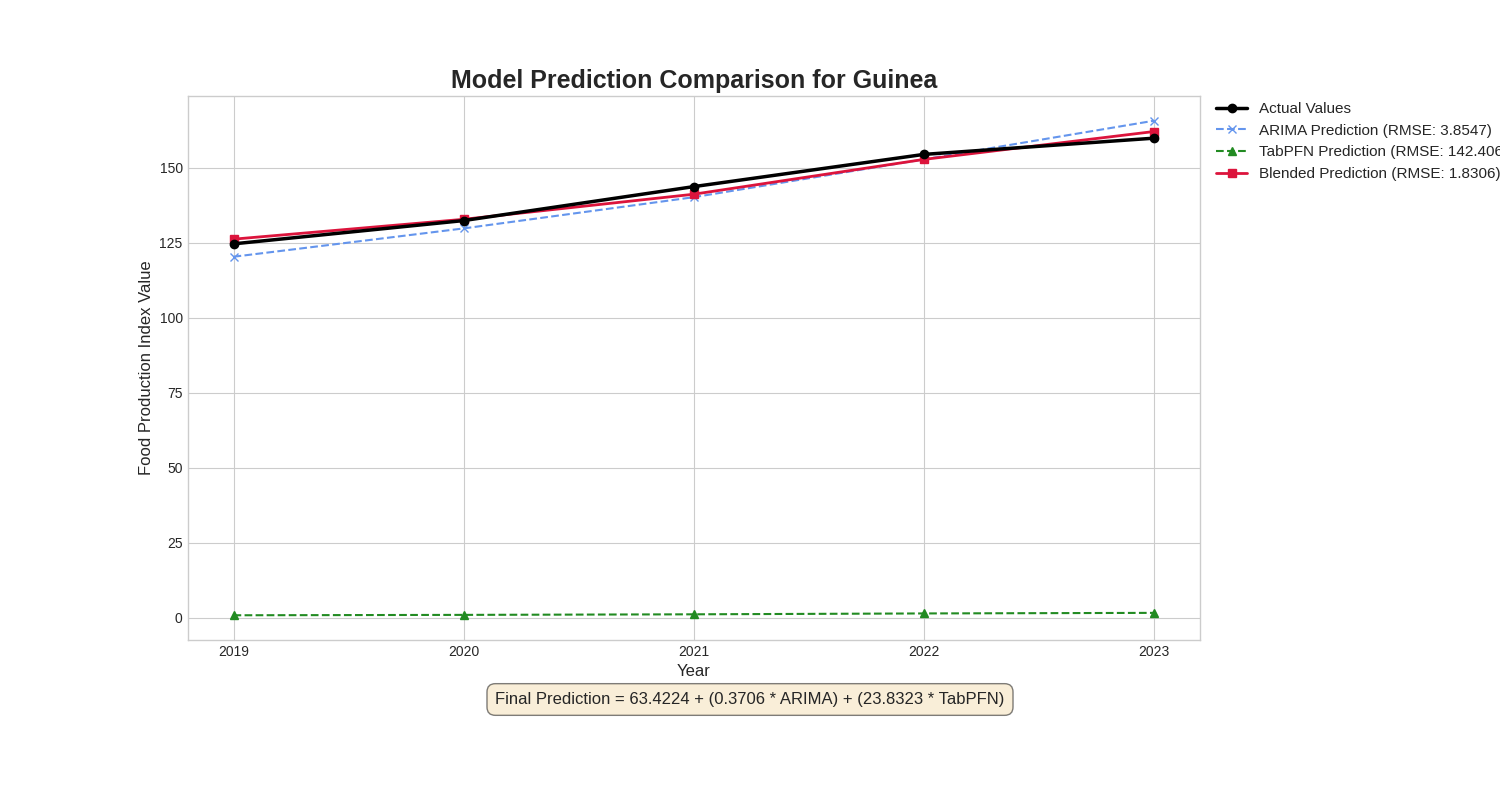 Model Prediction Comparison for Guinea
Actual Values
ARIMA Prediction (RMSE: 3.8547)
TabPFN Prediction (RMSE: 142.406
Blended Prediction (RMSE: 1.8306)
Food Production Index Value
150
125
100
75
50
25
0
2019 2020 2021 2022 2023
Year
Final Prediction = 63.4224 + (0.3706 * ARIMA) + (23.8323 * TabPFN)